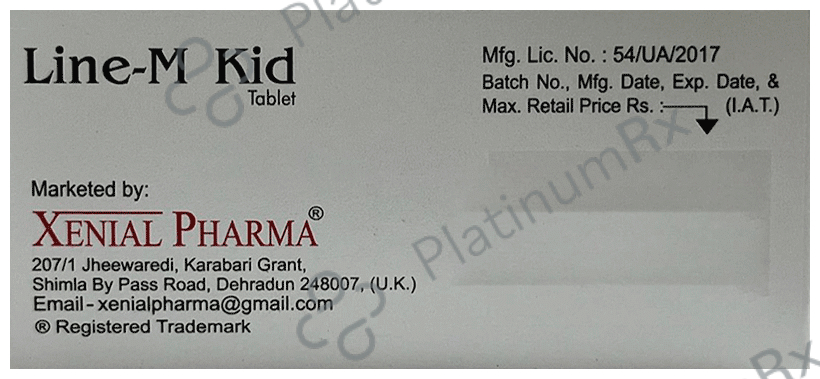 Line-M Kid
Tablet
Mfg. Lic. No. : 54/UA/2017
Batch No., Mfg. Date, Exp. Date, &
Max. Retail Price Rs. : (I.A.T.)
Marketed by:
XENIAL PHARMA®
207/1 Jheewaredi, Karabari Grant,
Shimla By Pass Road, Dehradun 248007, (U.K.)
Email - xenialpharma@gmail.com
® Registered Trademark
PlatinumRx
PlatinumRx
Rx